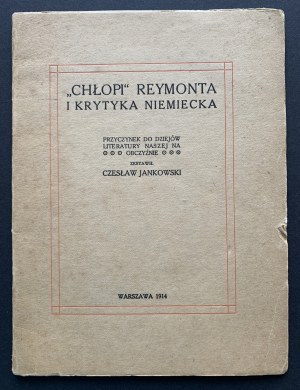 „CHŁOPI“ REYMONTA
I KRYTYKA NIEMIECKA
PRZYCZYNEK DO DZIEJÓW
LITERATURY NASZEJ NA
OBCZYŹNIE
ZESTAWIŁ
CZESŁAW JANKOWSKI
WARSZAWA 1914